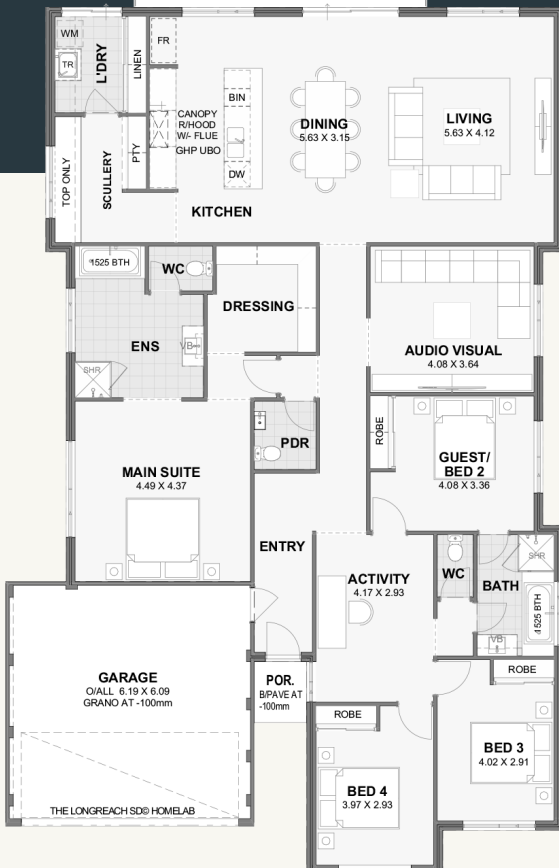 WM
TR
L'DRY
LINEN
FR
CANOPY
R/HOOD
W/- FLUE
GHP UBO
BIN
DW
DINING
5.63 X 3.15
LIVING
5.63 X 4.12
TOP ONLY
SCULLERY
PTY
KITCHEN
1525 BTH
WC
DRESSING
ENS
VB
SHR
AUDIO VISUAL
4.08 X 3.64
PDR
ROBE
GUEST/
BED 2
4.08 X 3.36
MAIN SUITE
4.49 X 4.37
ENTRY
ACTIVITY
4.17 X 2.93
WC
BATH
SHR
1525 BTH
VB
GARAGE
O/ALL 6.19 X 6.09
GRANO AT -100mm
POR.
B/PAVE AT
-100mm
ROBE
ROBE
BED 3
4.02 X 2.91
BED 4
3.97 X 2.93
THE LONGREACH SD© HOMELAB